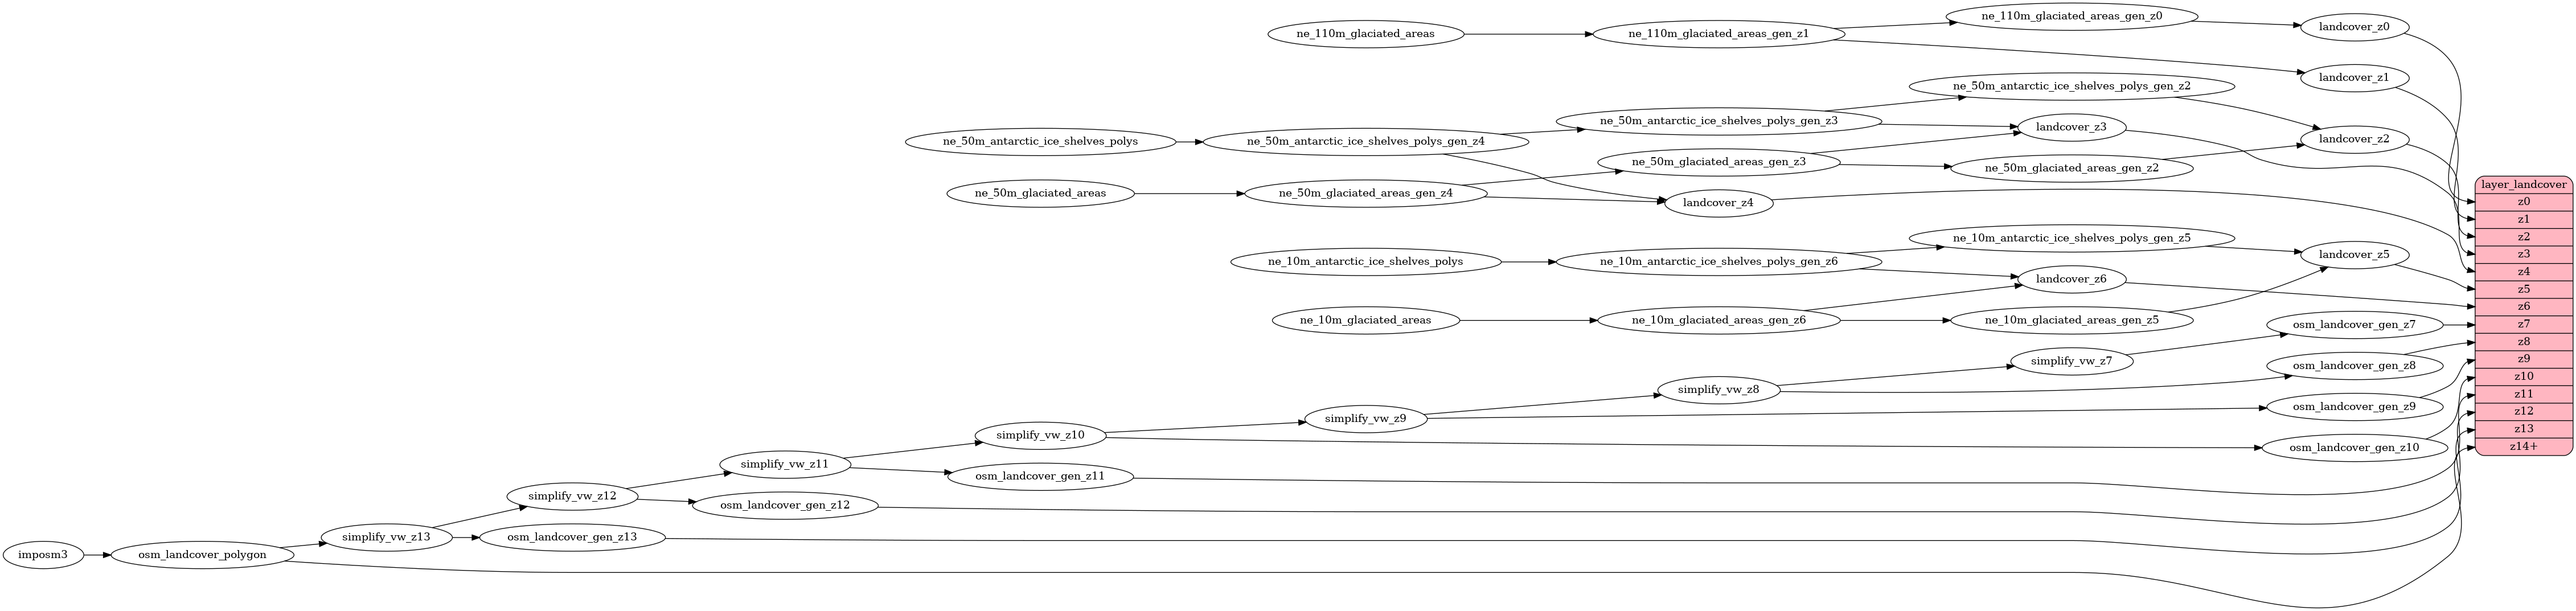 ne_110m_glaciated_areas
ne_110m_glaciated_areas_gen_z1
ne_110m_glaciated_areas_gen_z0
landcover_z0
landcover_z1
ne_50m_antarctic_ice_shelves_polys
ne_50m_antarctic_ice_shelves_polys_gen_z4
ne_50m_antarctic_ice_shelves_polys_gen_z3
ne_50m_antarctic_ice_shelves_polys_gen_z2
landcover_z3
landcover_z2
ne_50m_glaciated_areas
ne_50m_glaciated_areas_gen_z4
ne_50m_glaciated_areas_gen_z3
ne_50m_glaciated_areas_gen_z2
landcover_z4
ne_10m_antarctic_ice_shelves_polys
ne_10m_antarctic_ice_shelves_polys_gen_z6
ne_10m_antarctic_ice_shelves_polys_gen_z5
landcover_z5
landcover_z6
ne_10m_glaciated_areas
ne_10m_glaciated_areas_gen_z6
ne_10m_glaciated_areas_gen_z5
osm_landcover_gen_z7
simplify_vw_z7
osm_landcover_gen_z8
simplify_vw_z8
osm_landcover_gen_z9
simplify_vw_z9
simplify_vw_z10
osm_landcover_gen_z10
simplify_vw_z11
osm_landcover_gen_z11
simplify_vw_z12
osm_landcover_gen_z12
simplify_vw_z13
osm_landcover_gen_z13
imposm3
osm_landcover_polygon
layer_landcover
z0
z1
z2
z3
z4
z5
z6
z7
z8
z9
z10
z11
z12
z13
z14+